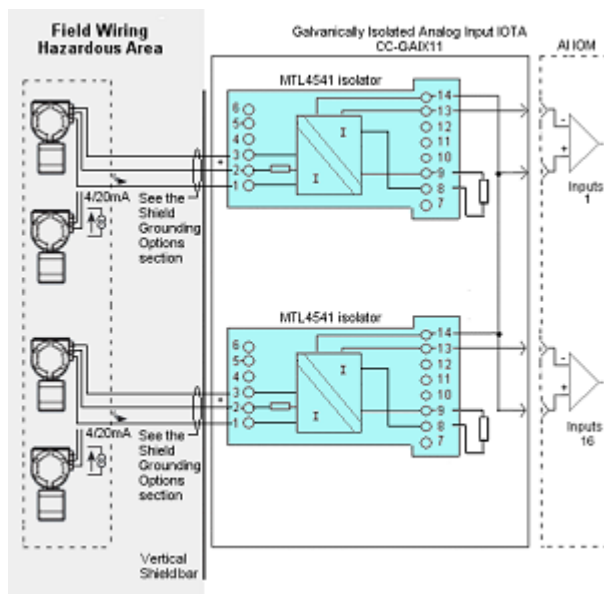 Field Wiring
Hazardous Area
Galvanically Isolated Analog Input IOTA
CC-GAIX11
AI IOM
MTL4541 isolator
6
5
4
3
2
1
14
13
12
11
10
9
8
7
I
I
4/20mA
See the
Shield
Grounding
Options
section
-
+
Inputs
1
MTL4541 isolator
6
5
4
3
2
1
14
13
12
11
10
9
8
7
I
I
4/20mA
See the
Shield
Grounding
Options
section
-
+
Inputs
16
Vertical
Shield bar